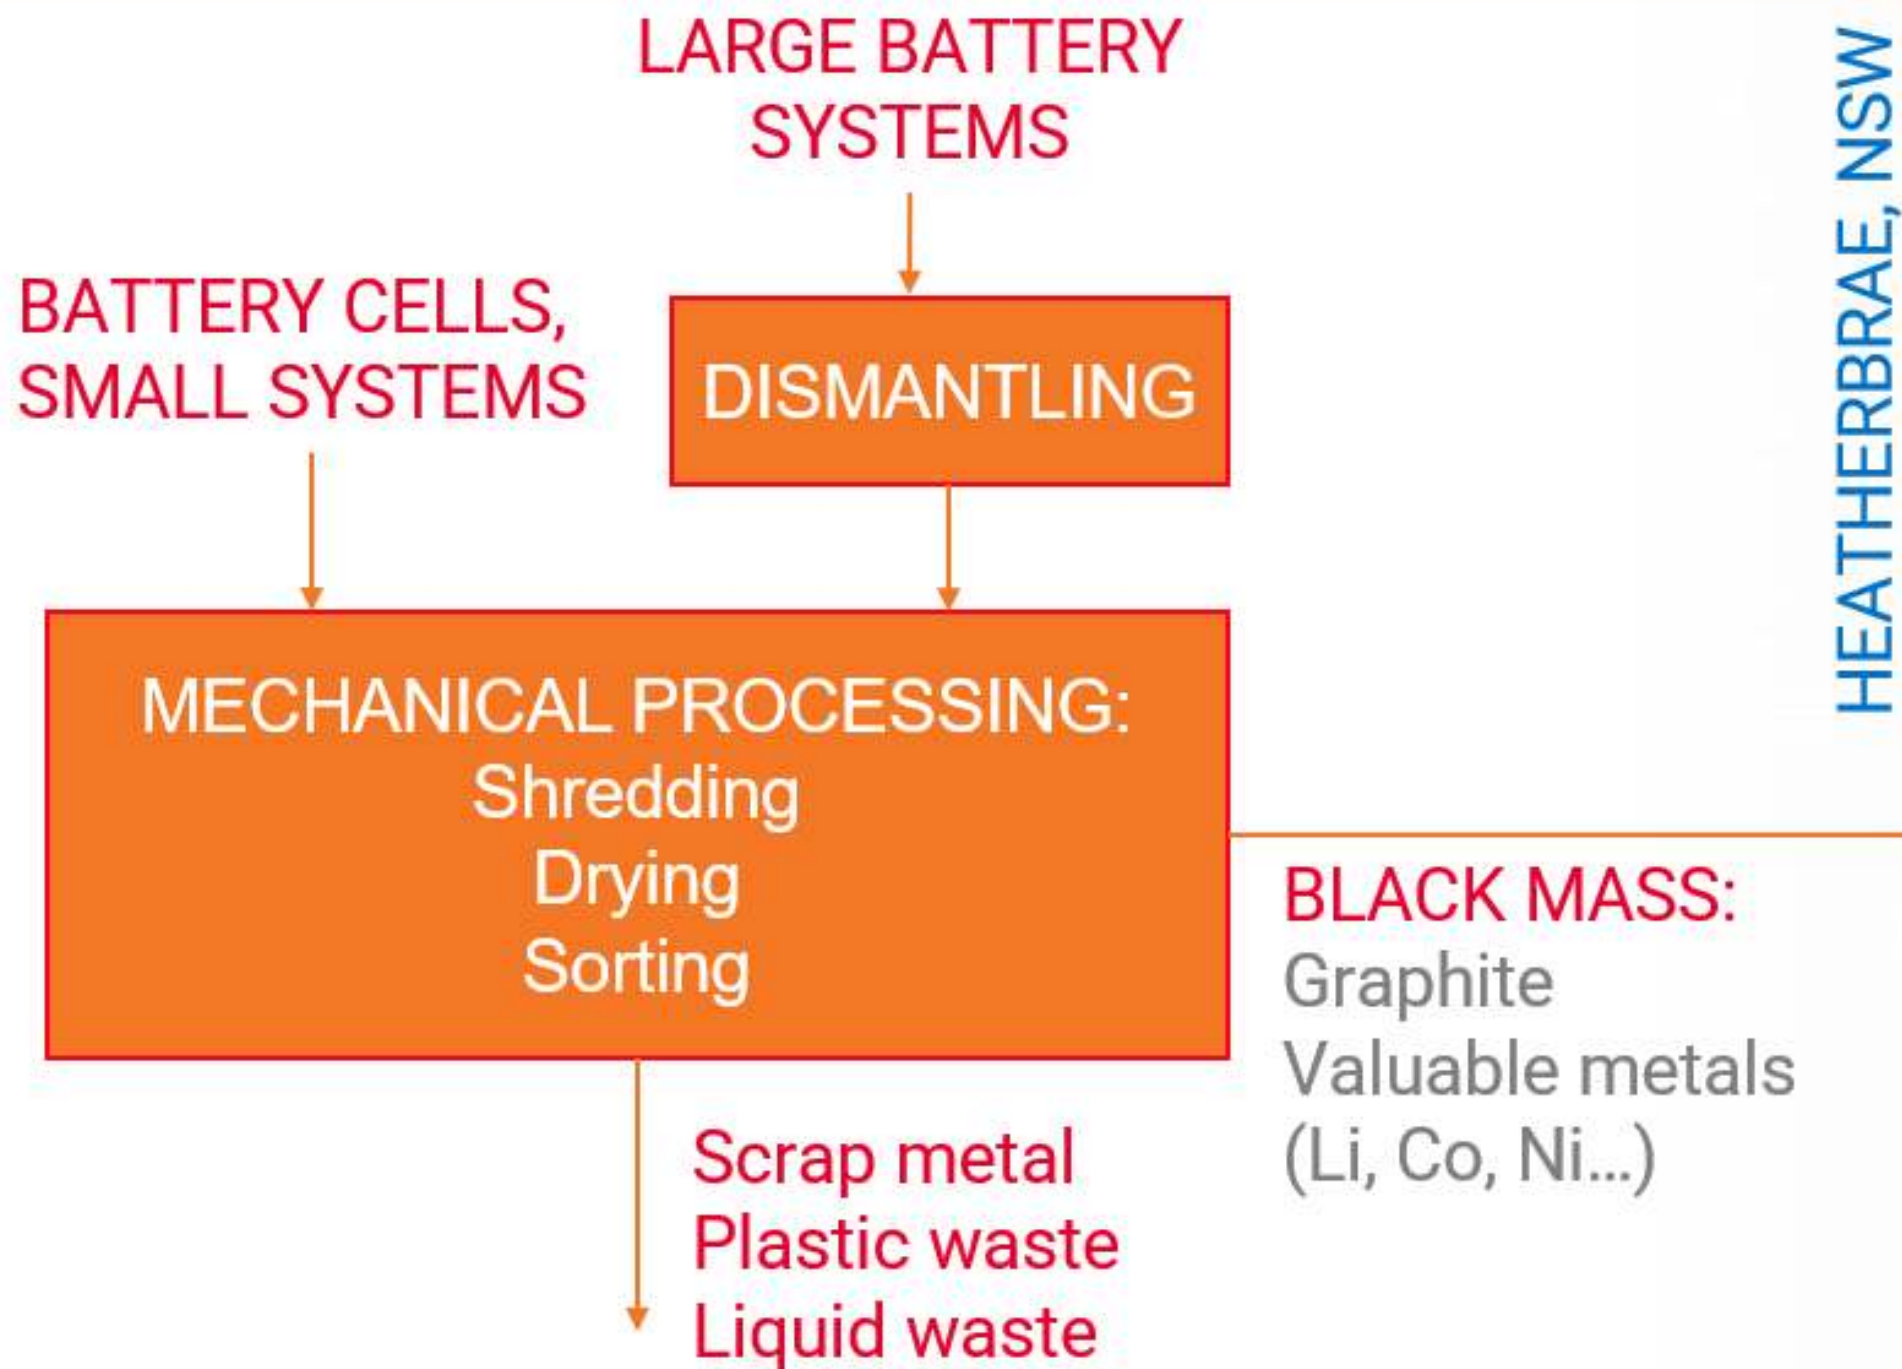 LARGE BATTERY
SYSTEMS
BATTERY CELLS,
SMALL SYSTEMS
DISMANTLING
HEATHERBRAE, NSW
MECHANICAL PROCESSING:
Shredding
Drying
Sorting
BLACK MASS:
Graphite
Valuable metals
(Li, Co, Ni...)
Scrap metal
Plastic waste
Liquid waste